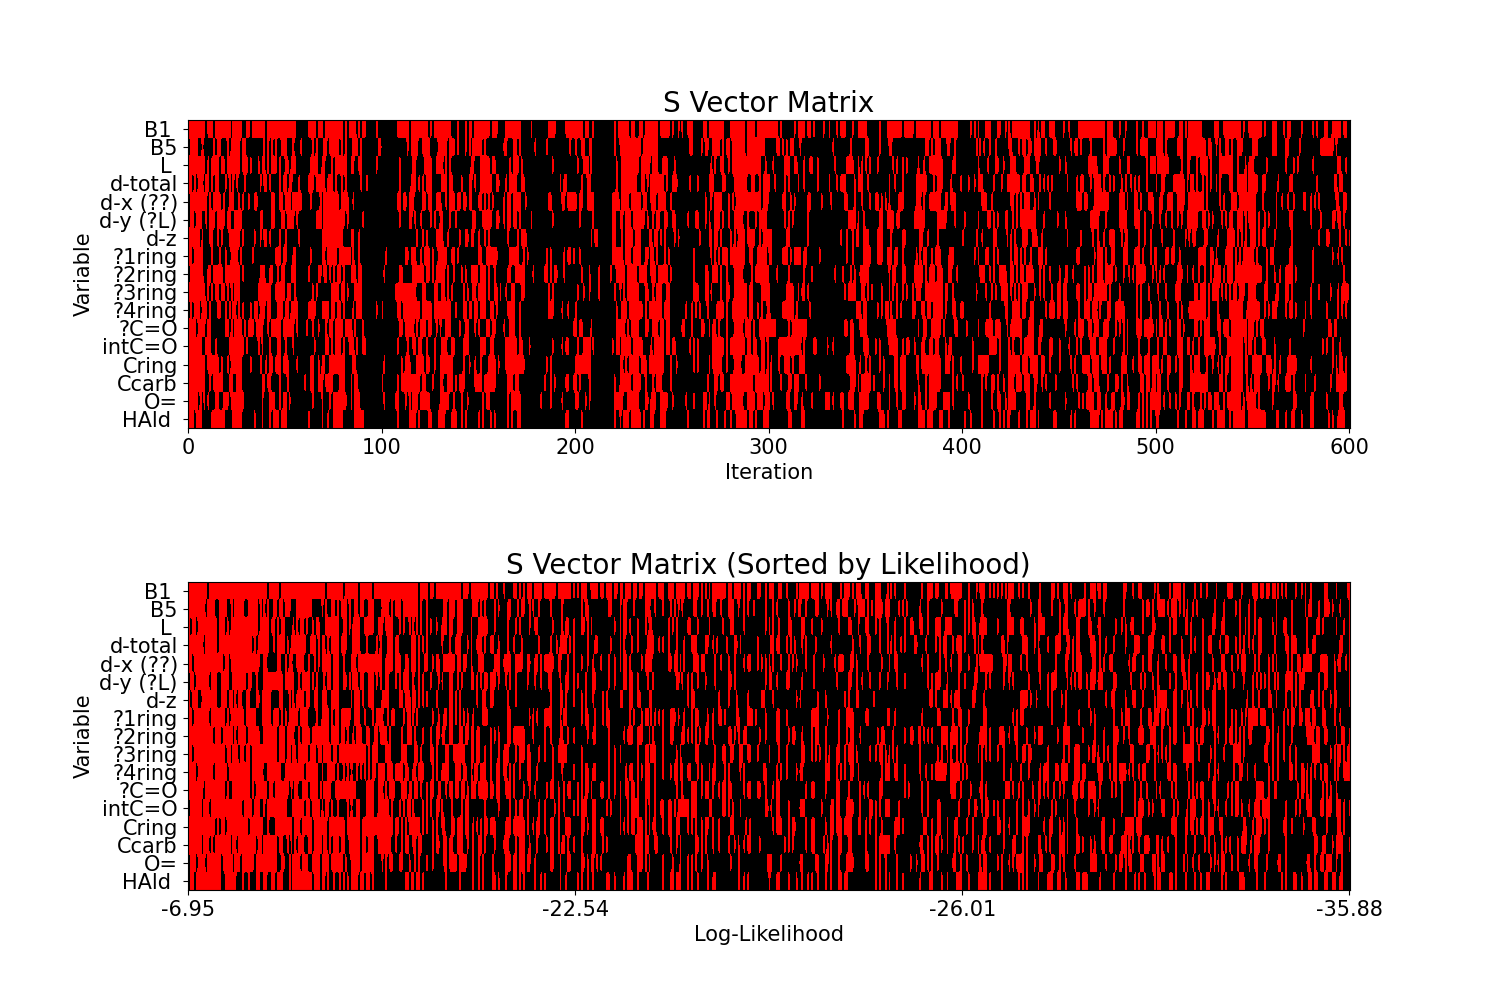 S Vector Matrix
B1
B5
L
d-total
d-x (??)
d-y (?L)
d-z
?1ring
?2ring
?3ring
?4ring
?C=O
intC=O
Cring
Ccarb
O=
HAld
Variable
0 100 200 300 400 500 600
Iteration
S Vector Matrix (Sorted by Likelihood)
B1
B5
L
d-total
d-x (??)
d-y (?L)
d-z
?1ring
?2ring
?3ring
?4ring
?C=O
intC=O
Cring
Ccarb
O=
HAld
Variable
-6.95 -22.54 -26.01 -35.88
Log-Likelihood